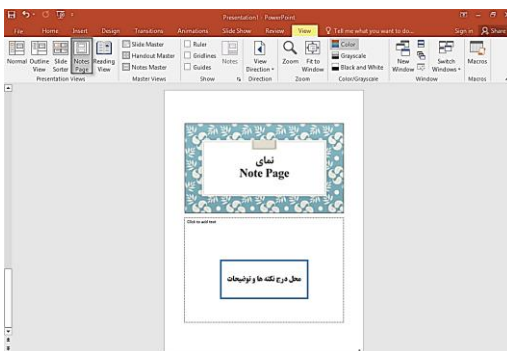 Presentation1 - PowerPoint
File Home Insert Design Transitions Animations Slide Show Review View Tell me what you want to do... Sign in Share
Normal Outline View Slide Sorter Notes Page Reading View
Presentation Views
Slide Master
Handout Master
Notes Master
Master Views
Ruler
Gridlines
Guides
Show
Notes
View Direction
Direction
Zoom Fit to Window
Zoom
Color
Grayscale
Black and White
Color/Grayscale
New Window Switch Windows
Window
Macros
Macros
نمای
Note Page
Click to add text
محل درج نکته ها و توضیحات